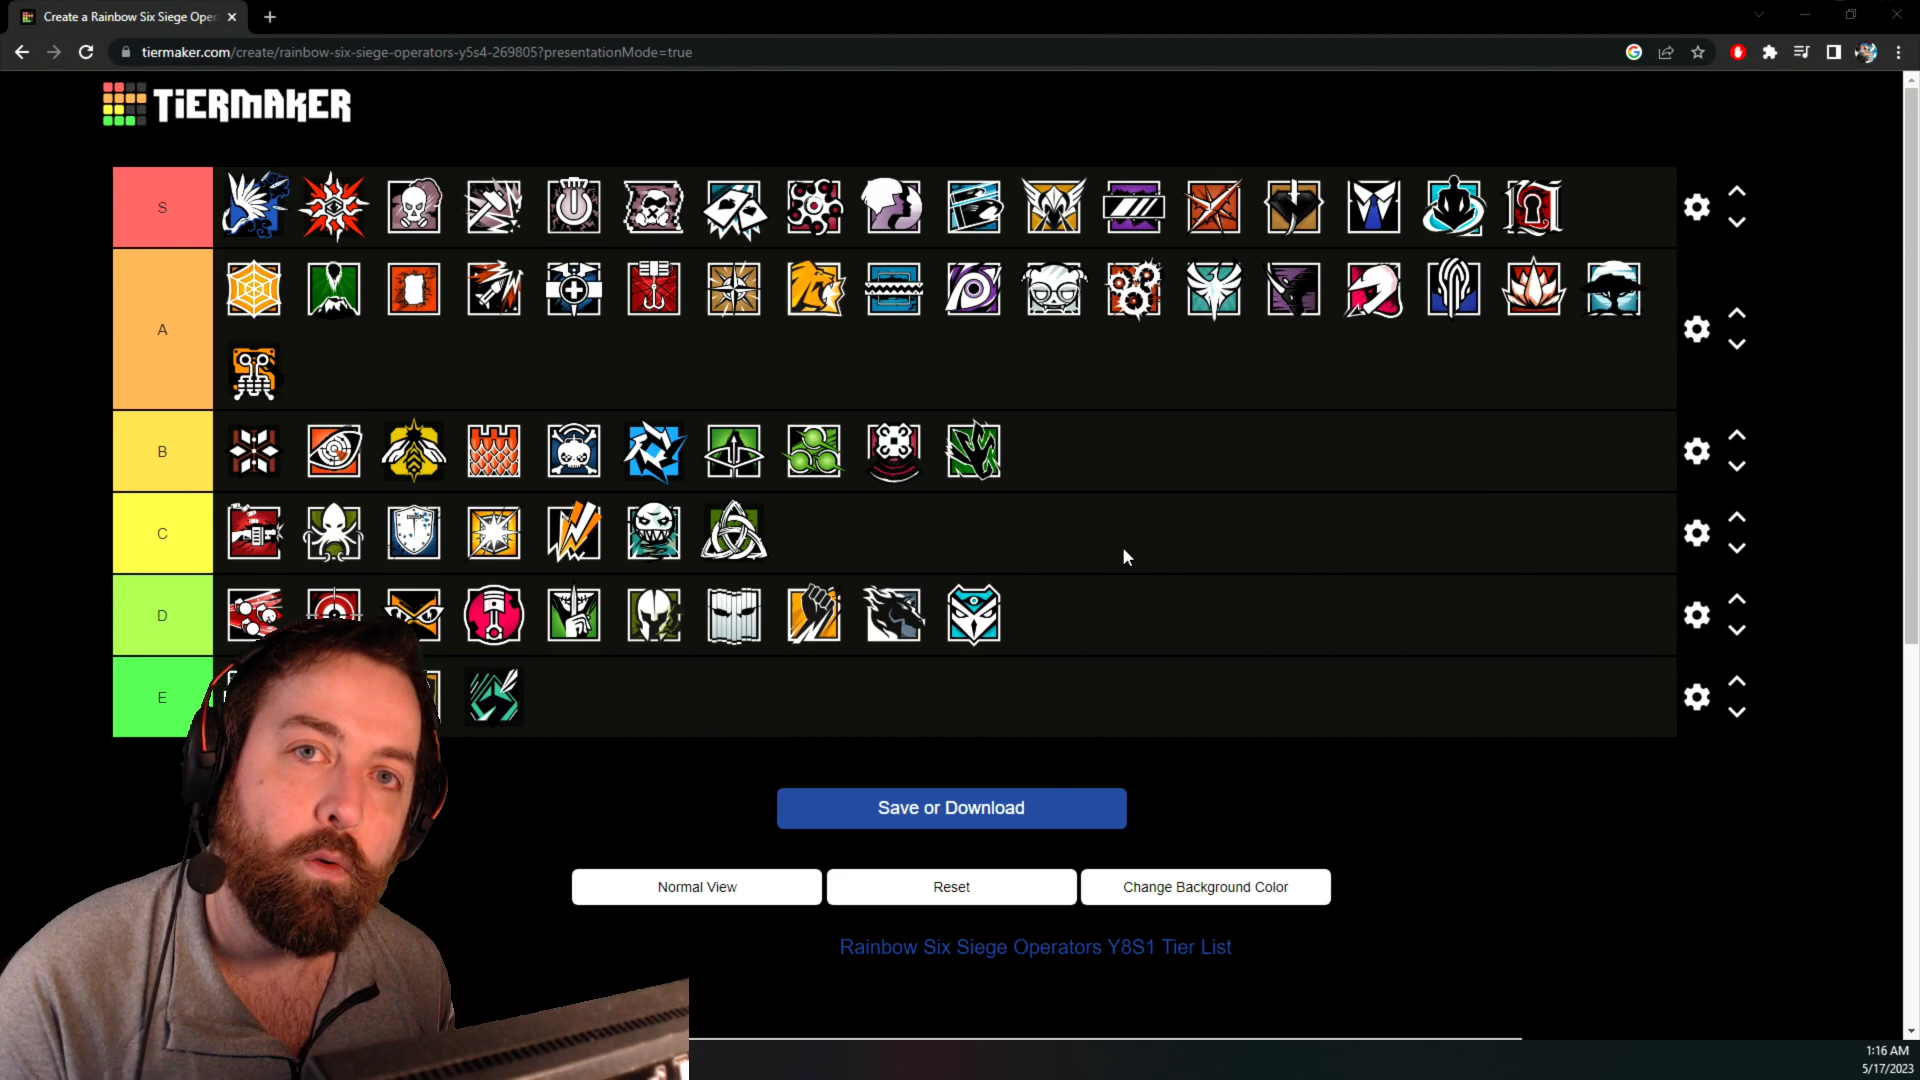 Create a Rainbow Six Siege Oper
tiermaker.com/create/rainbow-six-siege-operators-y5s4-269805?presentationMode=true
TiERMAKER
S
A
B
C
D
E
Save or Download
Normal View
Reset
Change Background Color
Rainbow Six Siege Operators Y8S1 Tier List
1:16 AM
5/17/2023